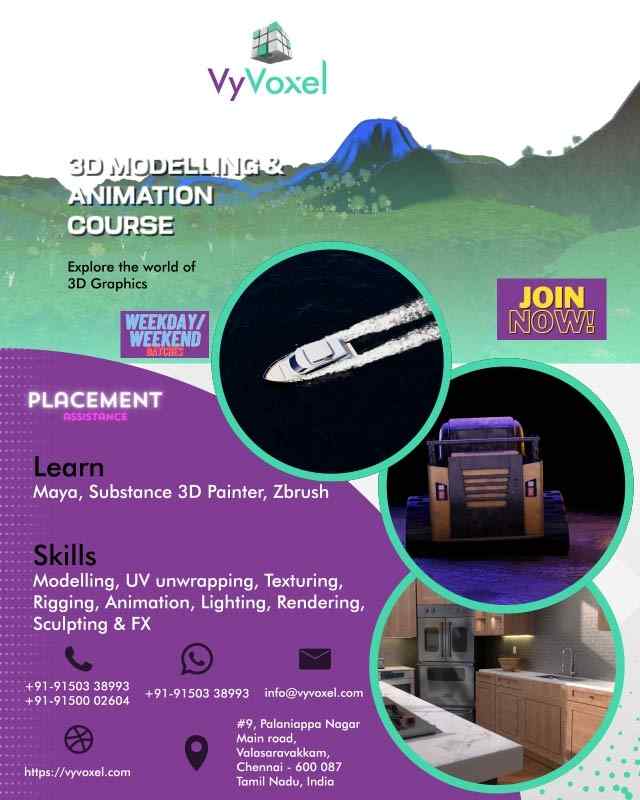 VyVoxel
3D MODELLING &
ANIMATION
COURSE
Explore the world of
3D Graphics
WEEKDAY/
WEEKEND
BATCHES
JOIN
NOW!
PLACEMENT
ASSISTANCE
Learn
Maya, Substance 3D Painter, Zbrush
Skills
Modelling, UV unwrapping, Texturing,
Rigging, Animation, Lighting, Rendering,
Sculpting & FX
+91-91503 38993
+91-91500 02604
+91-91503 38993
info@vyvoxel.com
https://vyvoxel.com
#9, Palaniappa Nagar
Main road,
Valasaravakkam,
Chennai - 600 087
Tamil Nadu, India